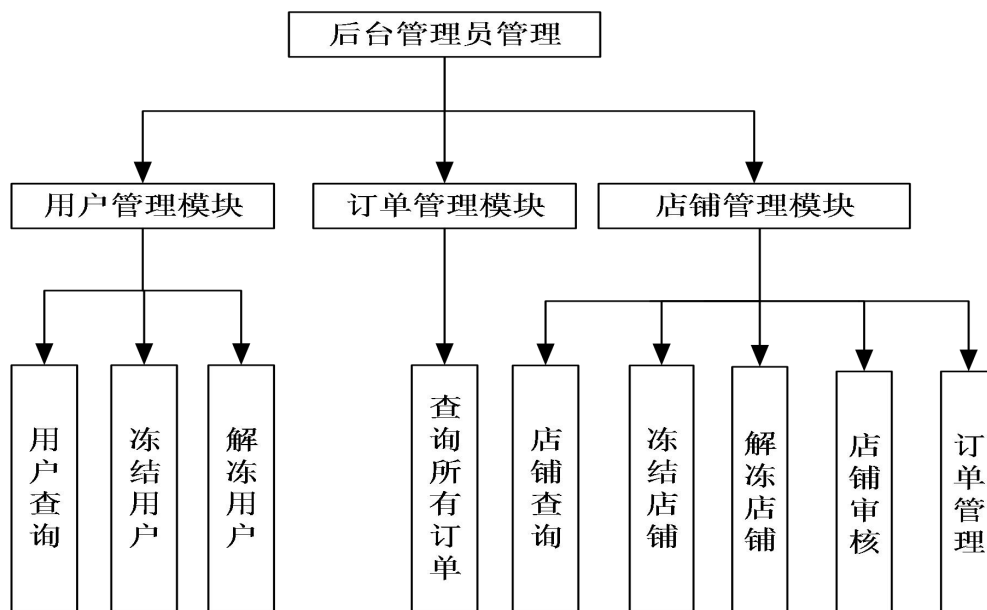 后台管理员管理
用户管理模块
订单管理模块
店铺管理模块
用户查询
冻结用户
解冻用户
查询所有订单
店铺查询
冻结店铺
解冻店铺
店铺审核
订单管理